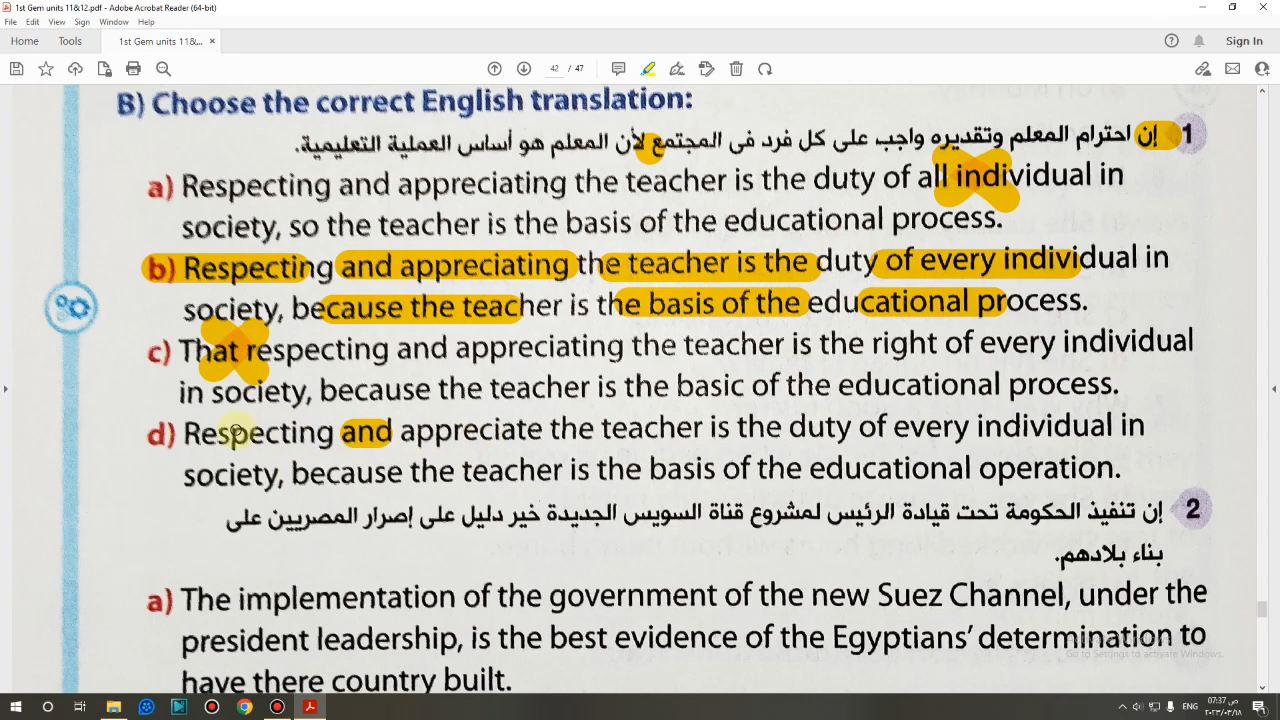 1st Gem units 11&12.pdf - Adobe Acrobat Reader (64-bit)
File Edit View Sign Window Help
Home Tools 1st Gem units 11&... × Sign In
42 / 47
B) Choose the correct English translation:
1 إن احترام المعلم وتقديره واجب على كل فرد فى المجتمع لأن المعلم هو أساس العملية التعليمية.
a) Respecting and appreciating the teacher is the duty of all individual in
society, so the teacher is the basis of the educational process.
b) Respecting and appreciating the teacher is the duty of every individual in
society, because the teacher is the basis of the educational process.
c) That respecting and appreciating the teacher is the right of every individual
in society, because the teacher is the basic of the educational process.
d) Respecting and appreciate the teacher is the duty of every individual in
society, because the teacher is the basis of the educational operation.
2 إن تنفيذ الحكومة تحت قيادة الرئيس لمشروع قناة السويس الجديدة خير دليل على إصرار المصريين على
بناء بلادهم.
a) The implementation of the government of the new Suez Channel, under the
president leadership, is the best evidence of the Egyptians' determination to
have there country built.
Go to Settings to activate Windows.
ENG
07:37 ص
٢٠٢٣/٠٣/١٨